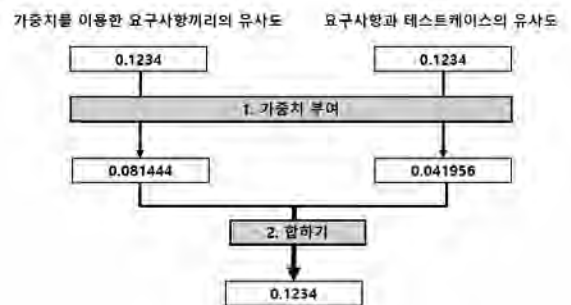 가중치를 이용한 요구사항끼리의 유사도 요구사항과 테스트케이스의 유사도
0.1234 0.1234
1. 가중치 부여
0.081444 0.041956
2. 합하기
0.1234